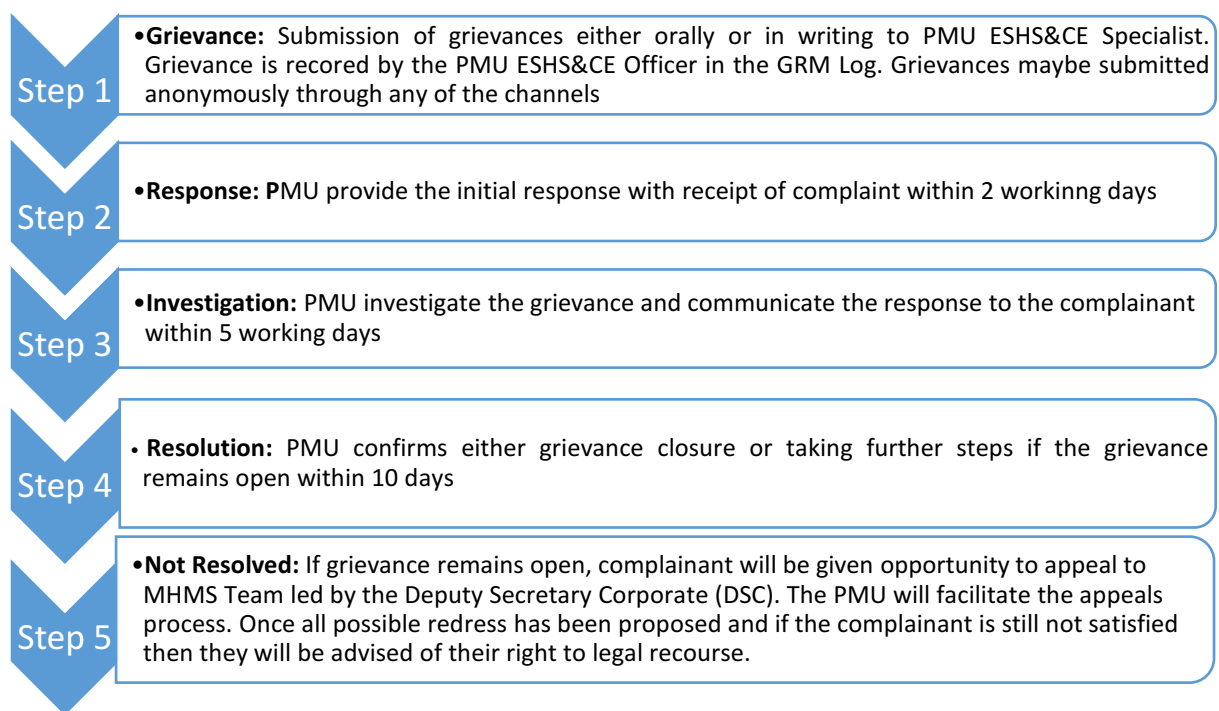 Step 1
•Grievance: Submission of grievances either orally or in writing to PMU ESHS&CE Specialist.
Grievance is recored by the PMU ESHS&CE Officer in the GRM Log. Grievances maybe submitted
anonymously through any of the channels
Step 2
•Response: PMU provide the initial response with receipt of complaint within 2 workinng days
Step 3
•Investigation: PMU investigate the grievance and communicate the response to the complainant
within 5 working days
Step 4
• Resolution: PMU confirms either grievance closure or taking further steps if the grievance
remains open within 10 days
Step 5
•Not Resolved: If grievance remains open, complainant will be given opportunity to appeal to
MHMS Team led by the Deputy Secretary Corporate (DSC). The PMU will facilitate the appeals
process. Once all possible redress has been proposed and if the complainant is still not satisfied
then they will be advised of their right to legal recourse.